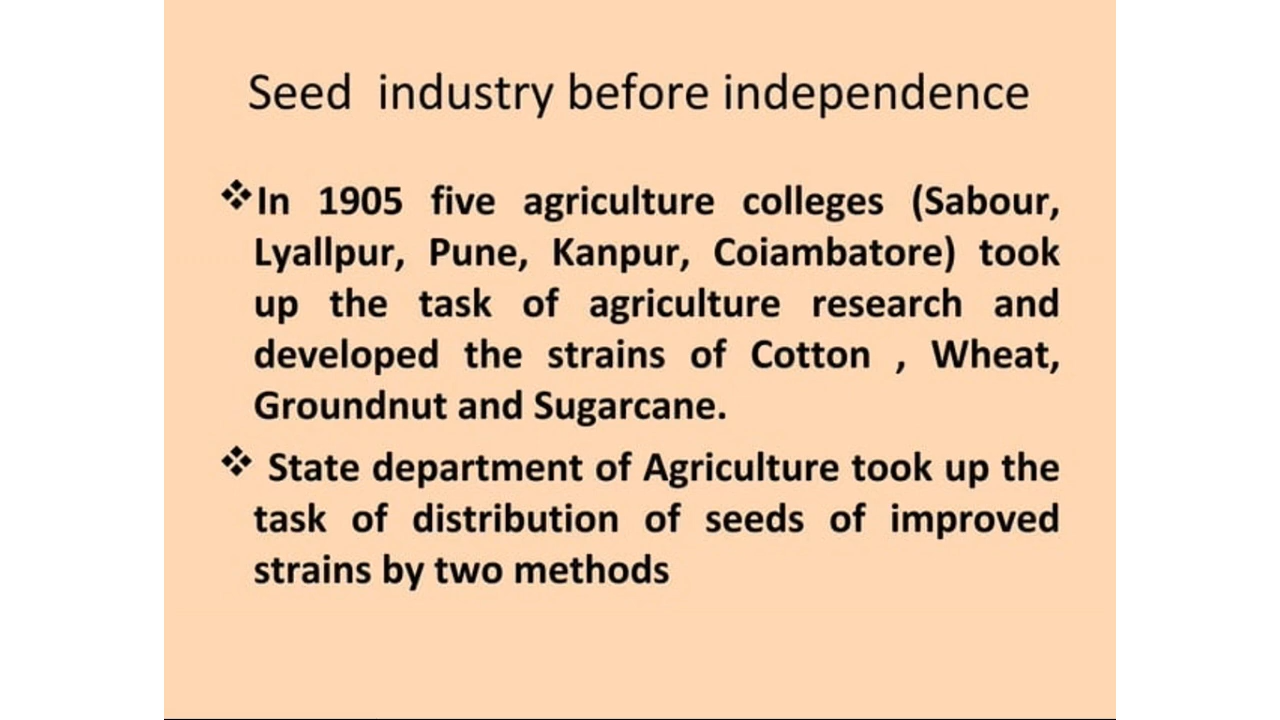 Seed industry before independence
❖In 1905 five agriculture colleges (Sabour,
Lyallpur, Pune, Kanpur, Coiambatore) took
up the task of agriculture research and
developed the strains of Cotton , Wheat,
Groundnut and Sugarcane.
❖ State department of Agriculture took up the
task of distribution of seeds of improved
strains by two methods